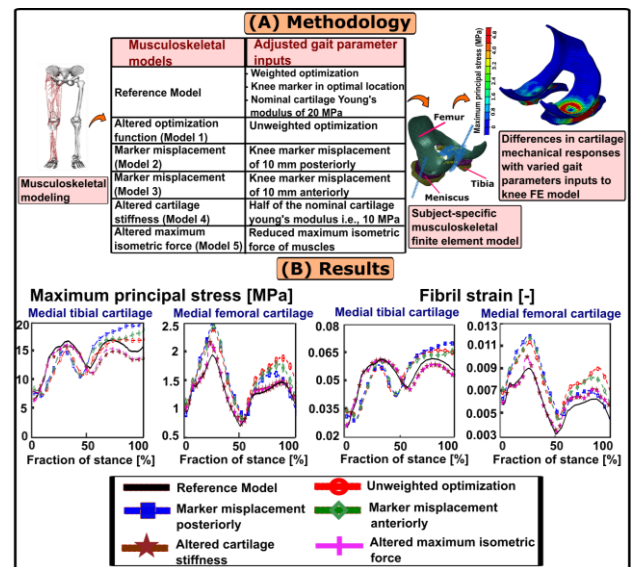 (A) Methodology
Musculoskeletal models
Adjusted gait parameter inputs
Reference Model
- Weighted optimization
- Knee marker in optimal location
- Nominal cartilage Young's modulus of 20 MPa
Altered optimization function (Model 1)
Unweighted optimization
Marker misplacement (Model 2)
Knee marker misplacement of 10 mm posteriorly
Marker misplacement (Model 3)
Knee marker misplacement of 10 mm anteriorly
Altered cartilage stiffness (Model 4)
Half of the nominal cartilage young's modulus i.e., 10 MPa
Altered maximum isometric force (Model 5)
Reduced maximum isometric force of muscles
Musculoskeletal modeling
Femur
Tibia
Meniscus
Subject-specific musculoskeletal finite element model
Maximum principal stress (MPa)
Differences in cartilage mechanical responses with varied gait parameters inputs to knee FE model
(B) Results
Maximum principal stress [MPa]
Fibril strain [-]
Medial tibial cartilage
Medial femoral cartilage
Medial tibial cartilage
Medial femoral cartilage
20
15
10
5
0
0 50 100
2.5
2
1.5
1
0.5
0 50 100
0.08
0.065
0.05
0.035
0.02
0 50 100
0.013
0.011
0.009
0.007
0.005
0.003
0 50 100
Fraction of stance [%]
Fraction of stance [%]
Fraction of stance [%]
Fraction of stance [%]
Reference Model
Unweighted optimization
Marker misplacement posteriorly
Marker misplacement anteriorly
Altered cartilage stiffness
Altered maximum isometric force